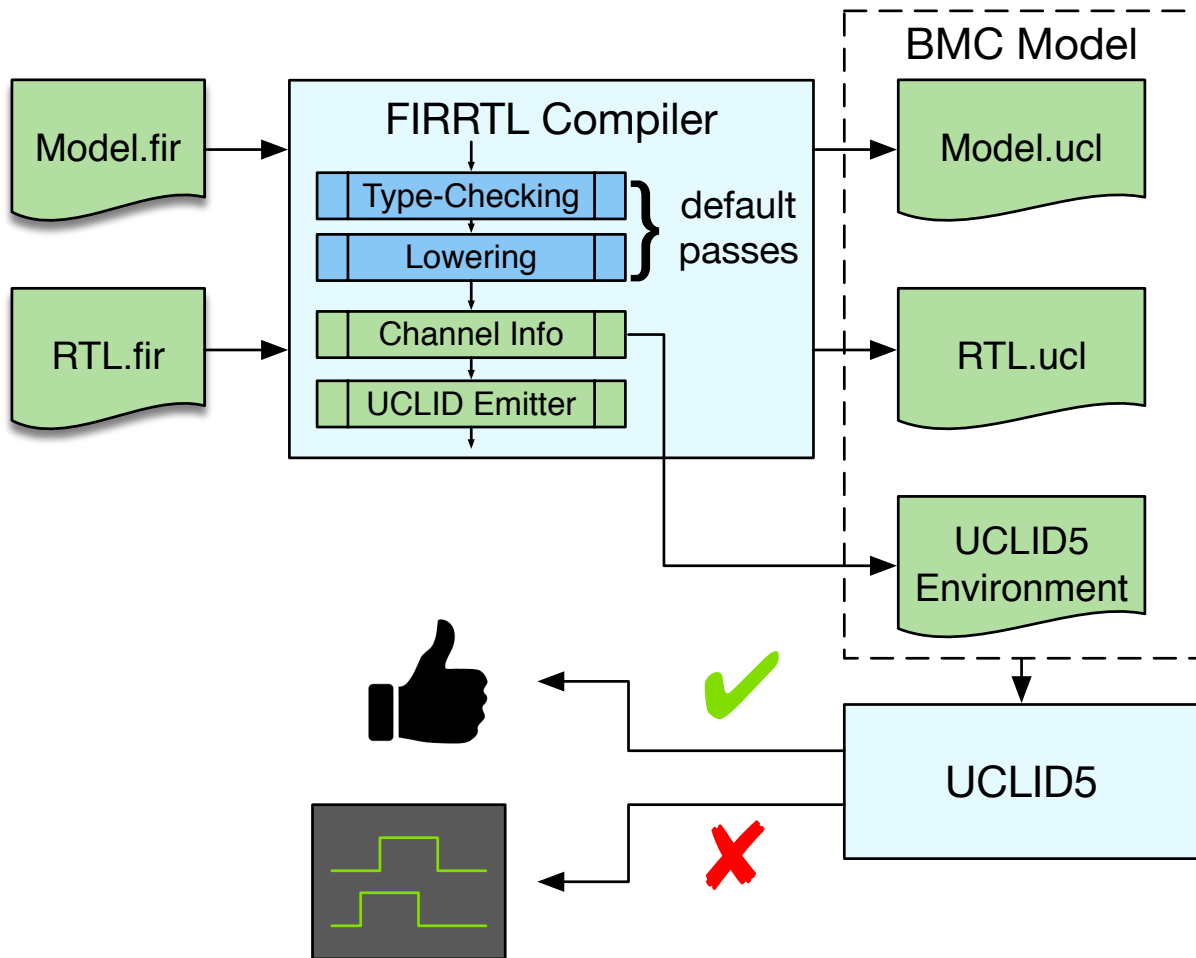 BMC Model
Model.fir
FIRRTL Compiler
Type-Checking
Lowering
default
passes
Channel Info
UCLID Emitter
RTL.fir
Model.ucl
RTL.ucl
UCLID5
Environment
UCLID5